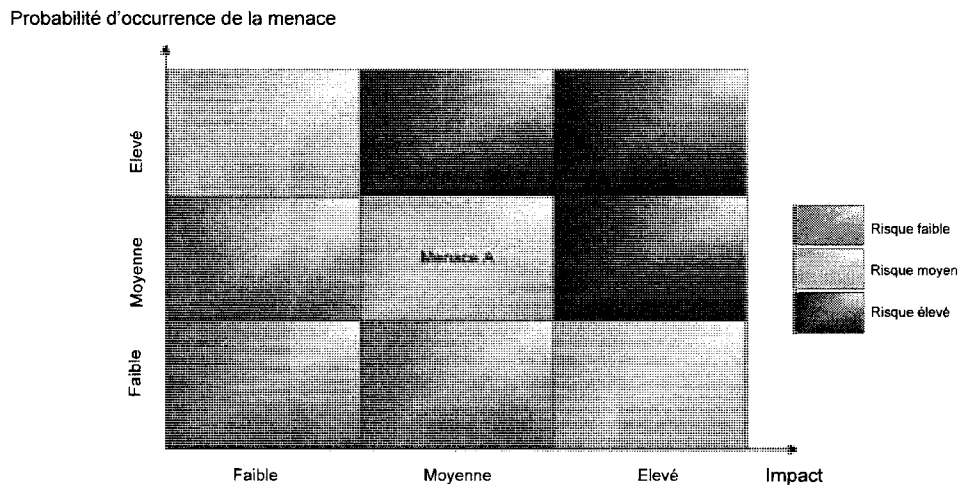 Probabilité d'occurrence de la menace
Elevé
Moyenne
Faible
Menace A
Risque faible
Risque moyen
Risque élevé
Faible
Moyenne
Elevé
Impact